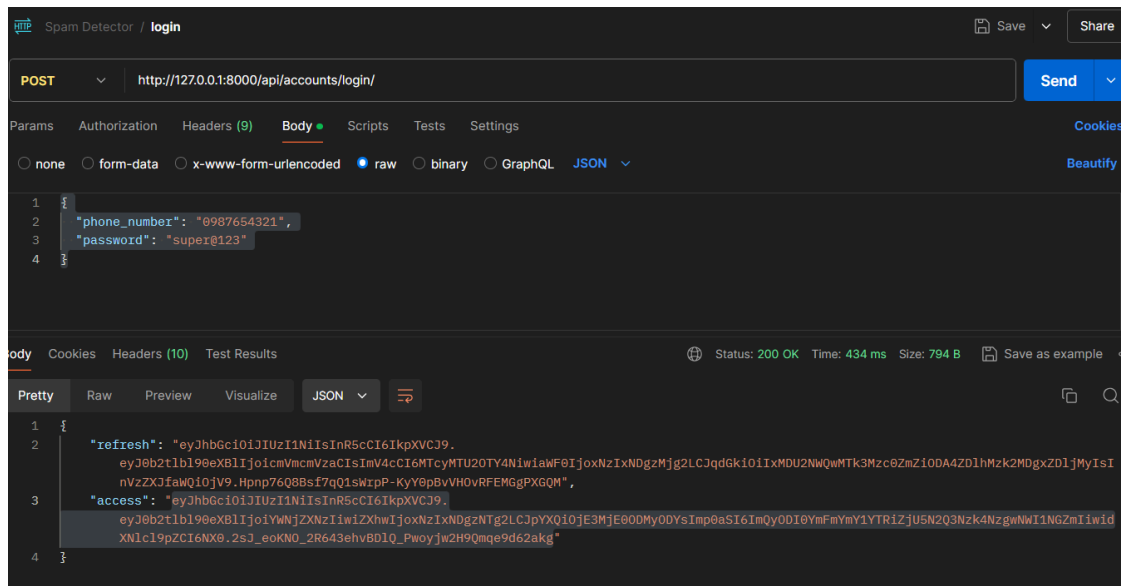 HTTP Spam Detector / login Save Share
POST http://127.0.0.1:8000/api/accounts/login/ Send
Params Authorization Headers (9) Body Scripts Tests Settings Cookies
none form-data x-www-form-urlencoded raw binary GraphQL JSON Beautify
1 {
2 "phone_number": "0987654321",
3 "password": "super@123"
4 }
Body Cookies Headers (10) Test Results Status: 200 OK Time: 434 ms Size: 794 B Save as example
Pretty Raw Preview Visualize JSON
1 {
2 "refresh": "eyJhbGciOiJIUzI1NiIsInR5cCI6IkpXVCJ9.
eyJ0b2tlbl90eXBlIjoicmVmcmVzaCIsImV4cCI6MTcyMTU2OTY4NiwiaWF0IjoxNzIxNDgzMjg2LCJqdGkiOiIxMDU2NWQwMTk3Mzc0ZmZiODA4ZDlhMzk2MDgxZDljMyIsI
nVzZXJfaWQiOjV9.Hpnp76Q8Bsf7qQ1sWrpP-KyY0pBvVHOvRFEMGgPXGQM",
3 "access": "eyJhbGciOiJIUzI1NiIsInR5cCI6IkpXVCJ9.
eyJ0b2tlbl90eXBlIjoiYWNjZXNzIiwiZXhwIjoxNzIxNDgzNTg2LCJpYXQiOjE3MjE0ODMyODYsImp0aSI6ImQyODI0YmFmYmY1YTRiZjU5N2Q3Nzk4NzgwNWI1NGZmIiwid
XNlcl9pZCI6NX0.2sJ_eoKNO_2R643ehvBDlQ_Pwoyjw2H9Qmqe9d62akg"
4 }